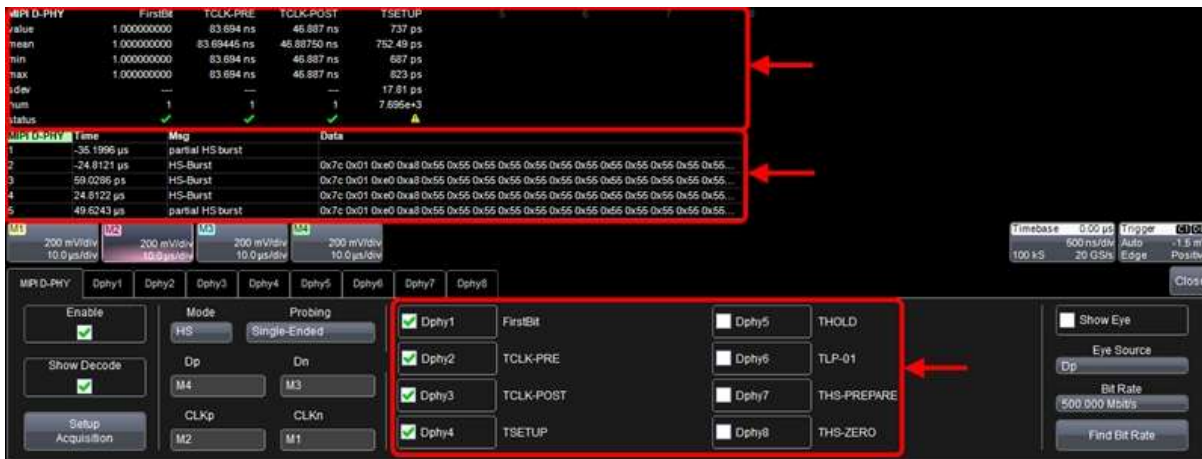 MIPI D-PHY FirstBit TCLK-PRE TCLK-POST TSETUP 5 6 7 8
value 1.000000000 83.694 ns 46.887 ns 737 ps
mean 1.000000000 83.69445 ns 46.88750 ns 752.49 ps
min 1.000000000 83.694 ns 46.887 ns 687 ps
max 1.000000000 83.694 ns 46.887 ns 823 ps
sdev --- --- --- 17.81 ps
num 1 1 1 7.695e+3
status
MIPI D-PHY Time Msg Data
1 -35.1996 µs partial HS burst
2 -24.8121 µs HS-Burst 0x7c 0x01 0xe0 0xa8 0x55 0x55 0x55 0x55 0x55 0x55 0x55 0x55 0x55 0x55 0x55 0x55...
3 59.0286 ps HS-Burst 0x7c 0x01 0xe0 0xa8 0x55 0x55 0x55 0x55 0x55 0x55 0x55 0x55 0x55 0x55 0x55 0x55...
4 24.8122 µs HS-Burst 0x7c 0x01 0xe0 0xa8 0x55 0x55 0x55 0x55 0x55 0x55 0x55 0x55 0x55 0x55 0x55 0x55...
5 49.6243 µs partial HS burst 0x7c 0x01 0xe0 0xa8 0x55 0x55 0x55 0x55 0x55 0x55 0x55 0x55 0x55 0x55 0x55 0x55...
M1 M2 M3 M4 Timebase 0.00 µs Trigger C1
200 mV/div 200 mV/div 200 mV/div 200 mV/div 500 ns/div Auto -1.5 m
10.0 µs/div 10.0 µs/div 10.0 µs/div 10.0 µs/div 100 kS 20 GS/s Edge Positiv
MIPI D-PHY Dphy1 Dphy2 Dphy3 Dphy4 Dphy5 Dphy6 Dphy7 Dphy8 Close
Enable Mode Probing
HS Single-Ended
Dphy1 FirstBit Dphy5 THOLD Show Eye
Show Decode Dp Dn
M4 M3
Dphy2 TCLK-PRE Dphy6 TLP-01 Eye Source
Dp
Dphy3 TCLK-POST Dphy7 THS-PREPARE Bit Rate
500.000 Mbit/s
Setup Acquisition CLKp CLKn
M2 M1
Dphy4 TSETUP Dphy8 THS-ZERO Find Bit Rate